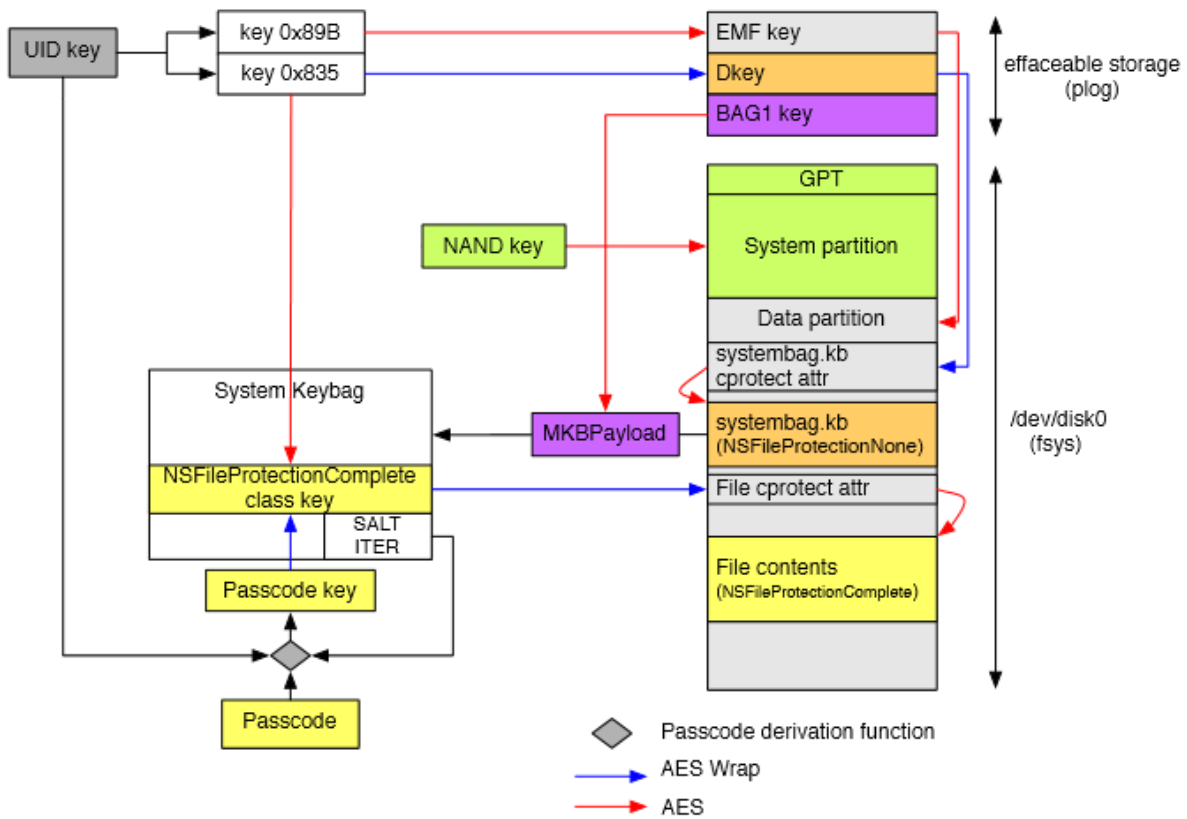 UID key
key 0x89B
key 0x835
EMF key
Dkey
BAG1 key
effaceable storage
(plog)
GPT
System partition
NAND key
Data partition
systembag.kb
cprotect attr
systembag.kb
(NSFileProtectionNone)
MKBPayload
File cprotect attr
File contents
(NSFileProtectionComplete)
/dev/disk0
(fsys)
System Keybag
NSFileProtectionComplete
class key
SALT
ITER
Passcode key
Passcode
Passcode derivation function
AES Wrap
AES